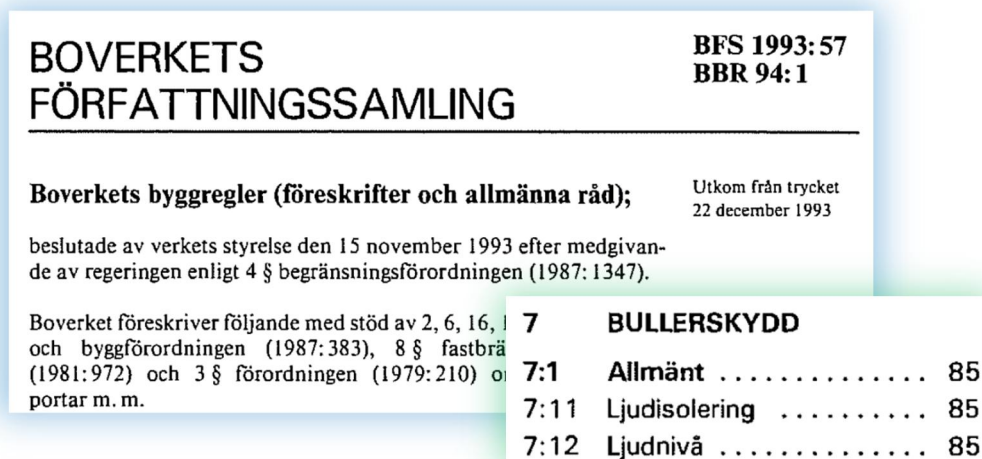 BOVERKETS
FÖRFATTNINGSSAMLING
BFS 1993:57
BBR 94:1
Boverkets byggregler (föreskrifter och allmänna råd);
Utkom från trycket
22 december 1993
beslutade av verkets styrelse den 15 november 1993 efter medgivan-
de av regeringen enligt 4 § begränsningsförordningen (1987:1347).
Boverket föreskriver följande med stöd av 2, 6, 16,
och byggförordningen (1987:383), 8 §
(1981:972) och 3 § förordningen (1979:210)
portar m. m.
7 BULLERSKYDD
7:1 Allmänt .............. 85
7:11 Ljudisolering .......... 85
7:12 Ljudnivå .............. 85